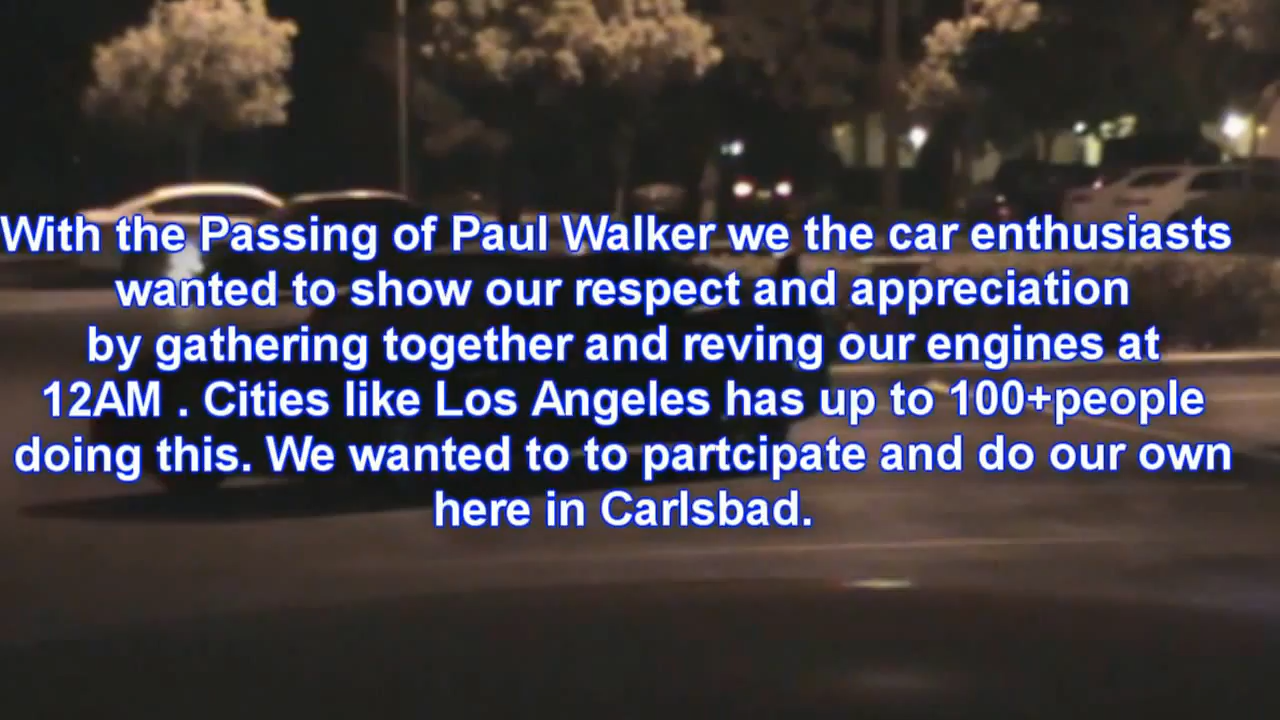 With the Passing of Paul Walker we the car enthusiasts
wanted to show our respect and appreciation
by gathering together and reving our engines at
12AM . Cities like Los Angeles has up to 100+people
doing this. We wanted to to partcipate and do our own
here in Carlsbad.